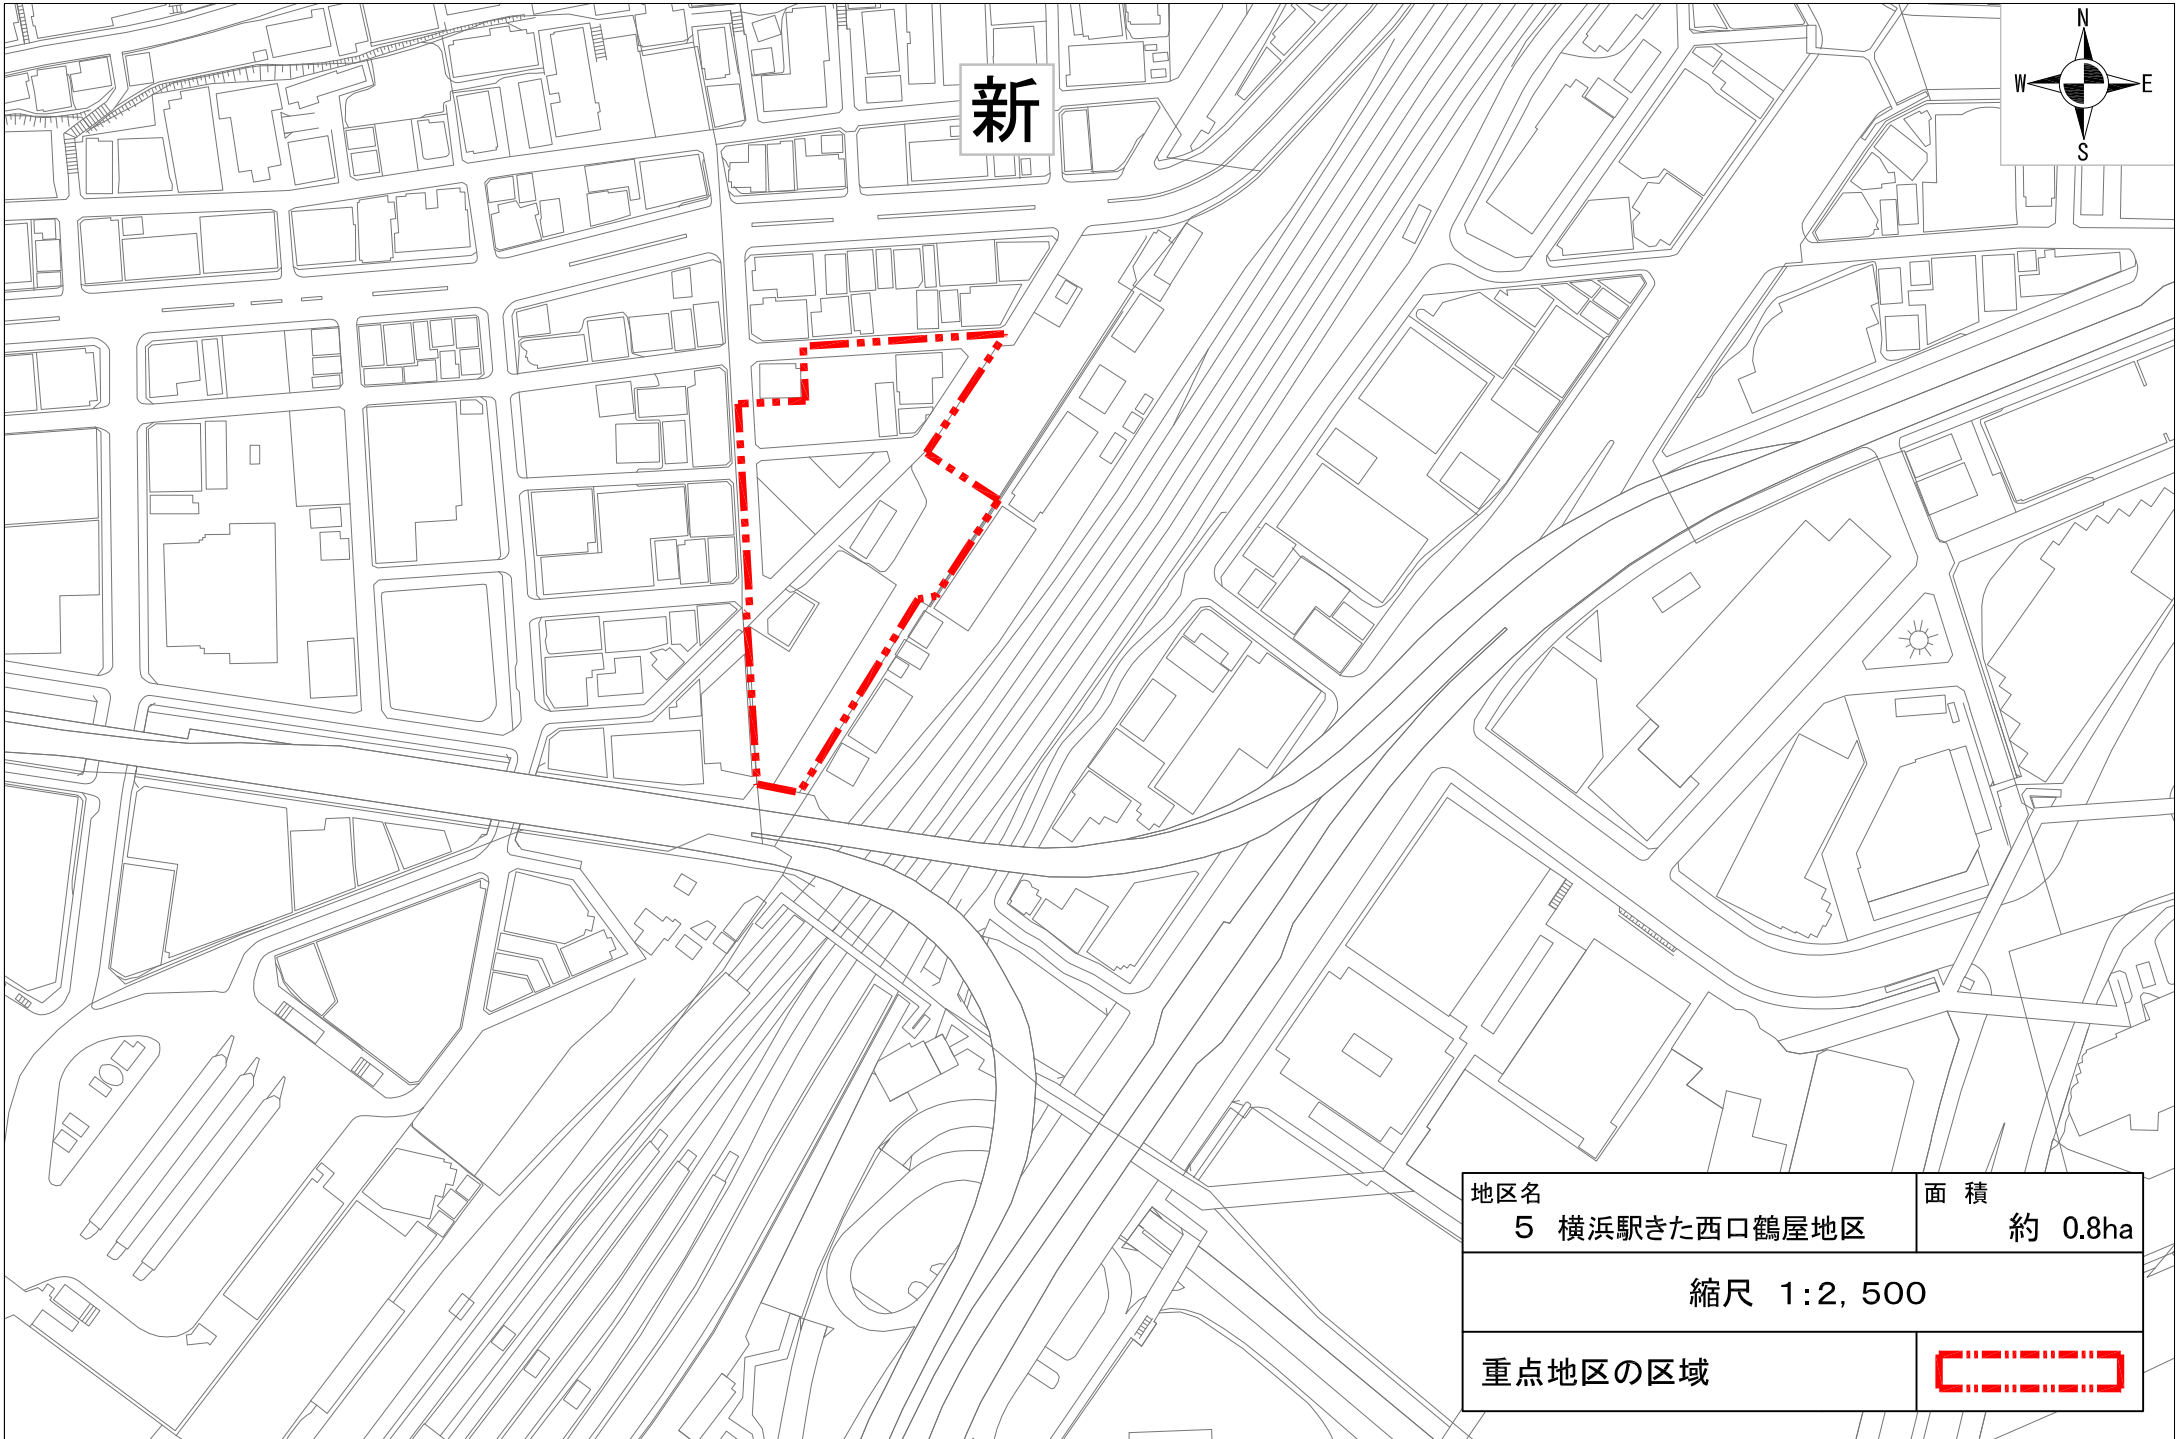 新
N
W E
S
地区名
5 横浜駅きた西口鶴屋地区
面 積
約 0.8ha
縮尺 1:2,500
重点地区の区域